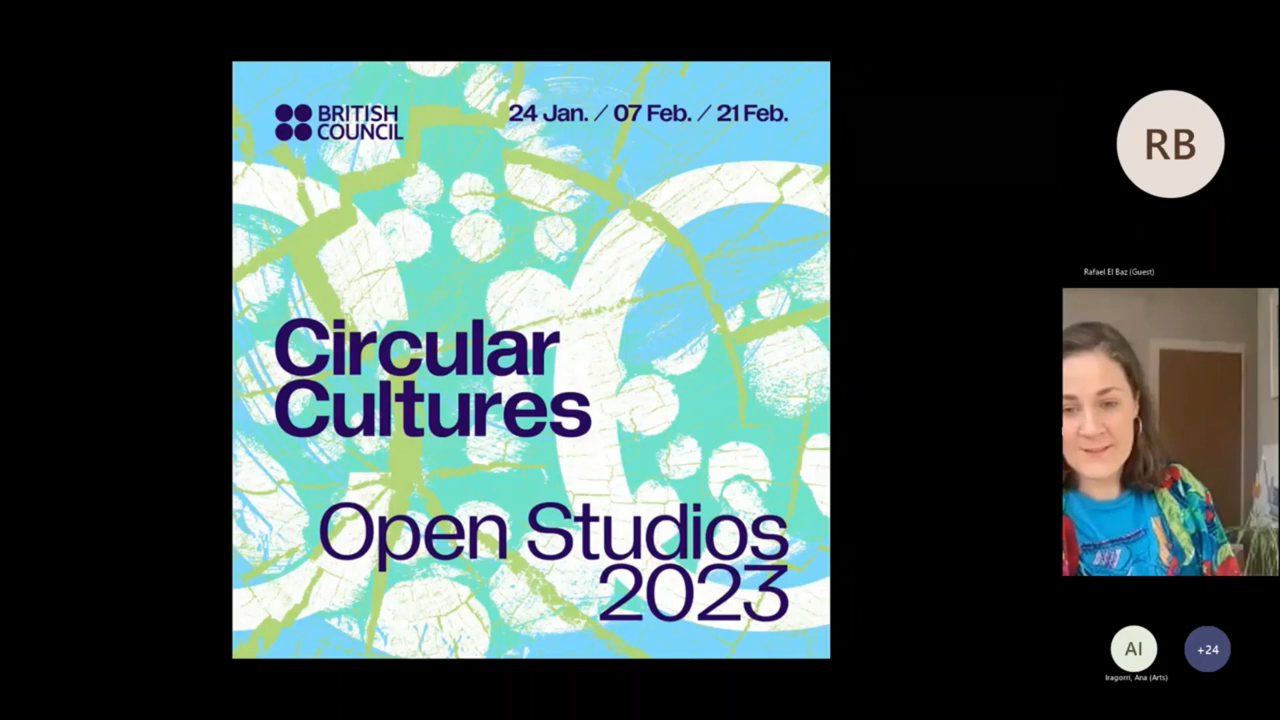 BRITISH
COUNCIL
24 Jan. / 07 Feb. / 21 Feb.
Circular
Cultures
Open Studios
2023
RB
Rafael El Baz (Guest)
AI
+24
Iragorri, Ana (Arts)